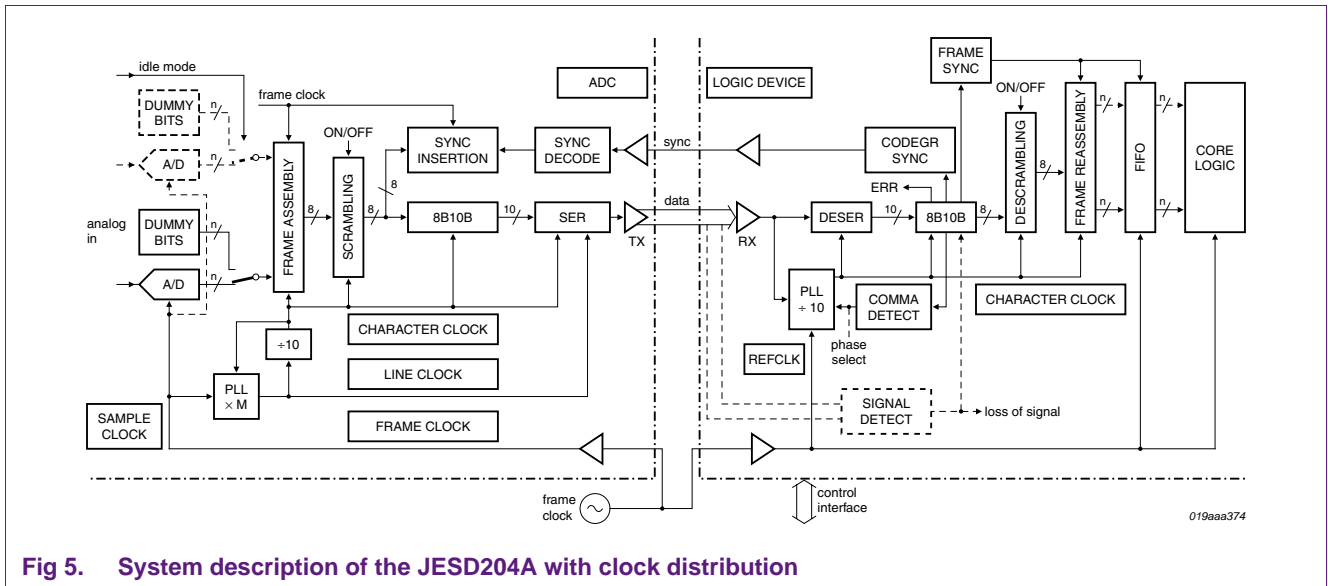 idle mode
DUMMY
BITS
n
A/D
n
analog
in
DUMMY
BITS
n
A/D
n
frame clock
FRAME ASSEMBLY
8
ON/OFF
SCRAMBLING
8
8
SYNC
INSERTION
SYNC
DECODE
ADC
8B10B
10
SER
TX
CHARACTER CLOCK
÷10
LINE CLOCK
PLL
× M
FRAME CLOCK
SAMPLE
CLOCK
sync
data
frame
clock
LOGIC DEVICE
FRAME
SYNC
CODEGR
SYNC
ERR
RX
DESER
10
8B10B
8
ON/OFF
DESCRAMBLING
8
FRAME REASSEMBLY
n
n
FIFO
n
n
CORE
LOGIC
PLL
÷ 10
COMMA
DETECT
CHARACTER CLOCK
phase
select
REFCLK
SIGNAL
DETECT
loss of signal
control
interface
019aaa374
Fig 5. System description of the JESD204A with clock distribution